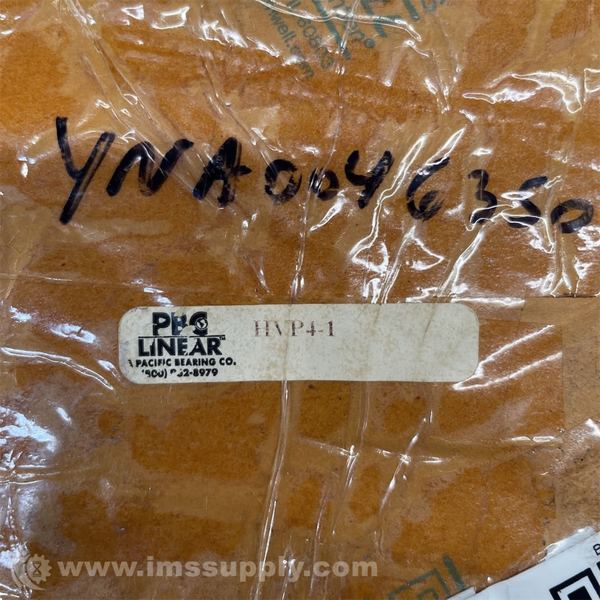 YNA0046350
PBC
LINEAR
PACIFIC BEARING CO.
HVP4-1
www.imssupply.com